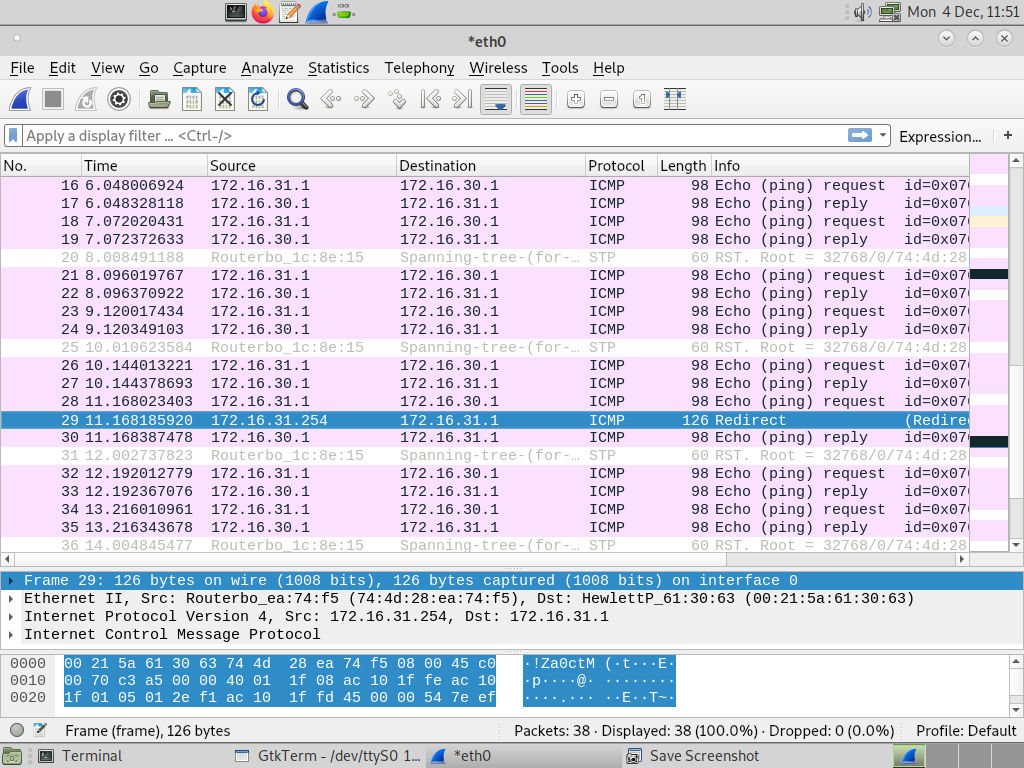 Mon 4 Dec, 11:51
*eth0
File Edit View Go Capture Analyze Statistics Telephony Wireless Tools Help
Apply a display filter … <Ctrl-/> Expression… +
No. Time Source Destination Protocol Length Info
16 6.048006924 172.16.31.1 172.16.30.1 ICMP 98 Echo (ping) request id=0x07
17 6.048328118 172.16.30.1 172.16.31.1 ICMP 98 Echo (ping) reply id=0x07
18 7.072020431 172.16.31.1 172.16.30.1 ICMP 98 Echo (ping) request id=0x07
19 7.072372633 172.16.30.1 172.16.31.1 ICMP 98 Echo (ping) reply id=0x07
20 8.008491188 Routerbo_1c:8e:15 Spanning-tree-(for-… STP 60 RST. Root = 32768/0/74:4d:28
21 8.096019767 172.16.31.1 172.16.30.1 ICMP 98 Echo (ping) request id=0x07
22 8.096370922 172.16.30.1 172.16.31.1 ICMP 98 Echo (ping) reply id=0x07
23 9.120017434 172.16.31.1 172.16.30.1 ICMP 98 Echo (ping) request id=0x07
24 9.120349103 172.16.30.1 172.16.31.1 ICMP 98 Echo (ping) reply id=0x07
25 10.010623584 Routerbo_1c:8e:15 Spanning-tree-(for-… STP 60 RST. Root = 32768/0/74:4d:28
26 10.144013221 172.16.31.1 172.16.30.1 ICMP 98 Echo (ping) request id=0x07
27 10.144378693 172.16.30.1 172.16.31.1 ICMP 98 Echo (ping) reply id=0x07
28 11.168023403 172.16.31.1 172.16.30.1 ICMP 98 Echo (ping) request id=0x07
29 11.168185920 172.16.31.254 172.16.31.1 ICMP 126 Redirect (Redire
30 11.168387478 172.16.30.1 172.16.31.1 ICMP 98 Echo (ping) reply id=0x07
31 12.002737823 Routerbo_1c:8e:15 Spanning-tree-(for-… STP 60 RST. Root = 32768/0/74:4d:28
32 12.192012779 172.16.31.1 172.16.30.1 ICMP 98 Echo (ping) request id=0x07
33 12.192367076 172.16.30.1 172.16.31.1 ICMP 98 Echo (ping) reply id=0x07
34 13.216010961 172.16.31.1 172.16.30.1 ICMP 98 Echo (ping) request id=0x07
35 13.216343678 172.16.30.1 172.16.31.1 ICMP 98 Echo (ping) reply id=0x07
36 14.004845477 Routerbo_1c:8e:15 Spanning-tree-(for-… STP 60 RST. Root = 32768/0/74:4d:28
Frame 29: 126 bytes on wire (1008 bits), 126 bytes captured (1008 bits) on interface 0
Ethernet II, Src: Routerbo_ea:74:f5 (74:4d:28:ea:74:f5), Dst: HewlettP_61:30:63 (00:21:5a:61:30:63)
Internet Protocol Version 4, Src: 172.16.31.254, Dst: 172.16.31.1
Internet Control Message Protocol
0000 00 21 5a 61 30 63 74 4d 28 ea 74 f5 08 00 45 c0 ·!Za0ctM (·t···E·
0010 00 70 c3 a5 00 00 40 01 1f 08 ac 10 1f fe ac 10 ·p····@· ········
0020 1f 01 05 01 2e f1 ac 10 1f fd 45 00 00 54 7e ef ····.··· ··E··T~·
Frame (frame), 126 bytes Packets: 38 · Displayed: 38 (100.0%) · Dropped: 0 (0.0%) Profile: Default
Terminal GtkTerm - /dev/ttyS0 1… *eth0 Save Screenshot